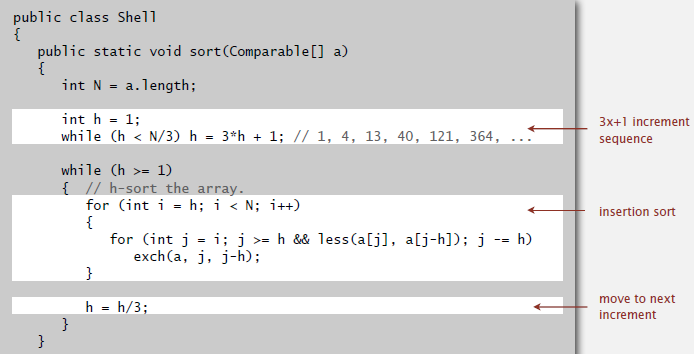 public class Shell
{
public static void sort(Comparable[] a)
{
int N = a.length;
int h = 1;
while (h < N/3) h = 3*h + 1; // 1, 4, 13, 40, 121, 364, ...
3x+1 increment
sequence
while (h >= 1)
{ // h-sort the array.
for (int i = h; i < N; i++)
insertion sort
{
for (int j = i; j >= h && less(a[j], a[j-h]); j -= h)
exch(a, j, j-h);
}
h = h/3;
move to next
increment
}
}